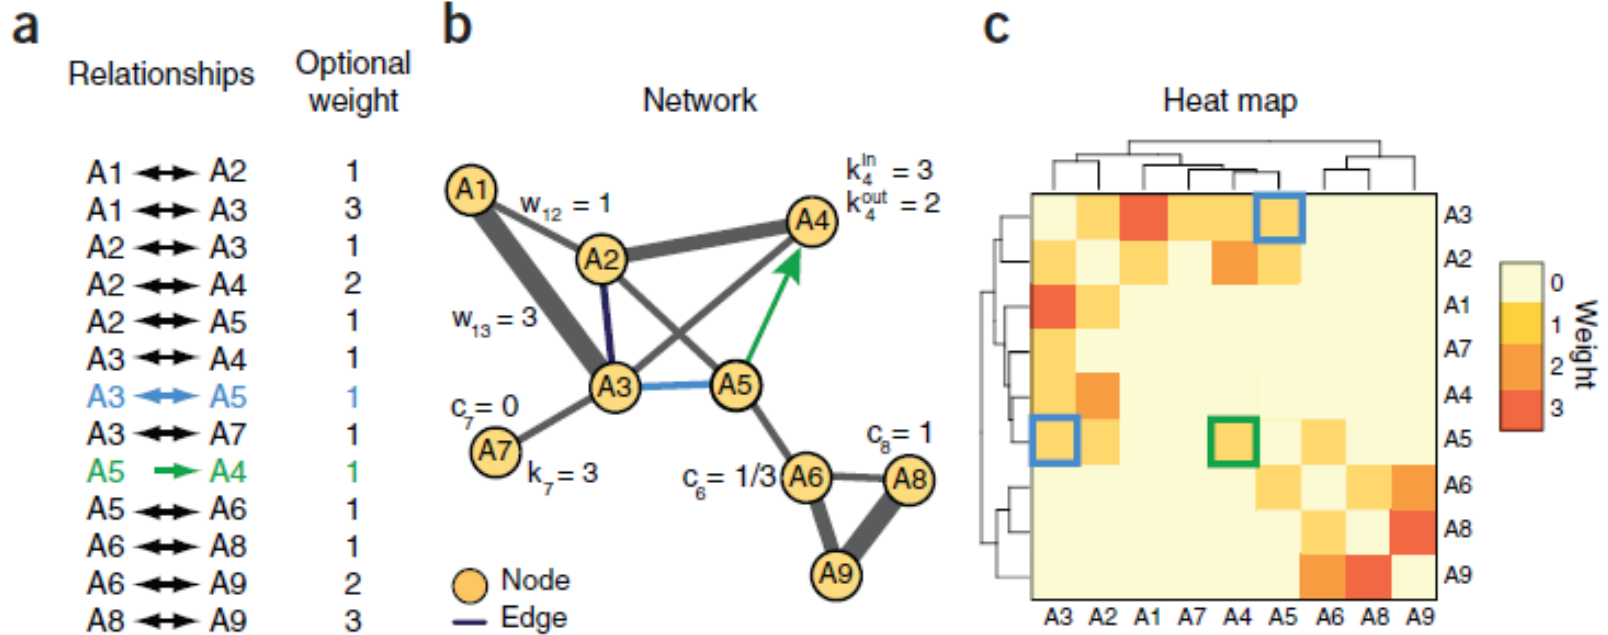 a
Relationships
Optional
weight
A1 ↔ A2 1
A1 ↔ A3 3
A2 ↔ A3 1
A2 ↔ A4 2
A2 ↔ A5 1
A3 ↔ A4 1
A3 ↔ A5 1
A3 ↔ A7 1
A5 → A4 1
A5 ↔ A6 1
A6 ↔ A8 1
A6 ↔ A9 2
A8 ↔ A9 3
b
Network
A1
w12 = 1
A2
A4
k4in = 3
k4out = 2
w13 = 3
A3
A5
c7 = 0
A7
k7 = 3
c6 = 1/3
A6
c8 = 1
A8
A9
Node
Edge
c
Heat map
A3
A2
A1
A7
A4
A5
A6
A8
A9
A3 A2 A1 A7 A4 A5 A6 A8 A9
0
1
2
3
Weight